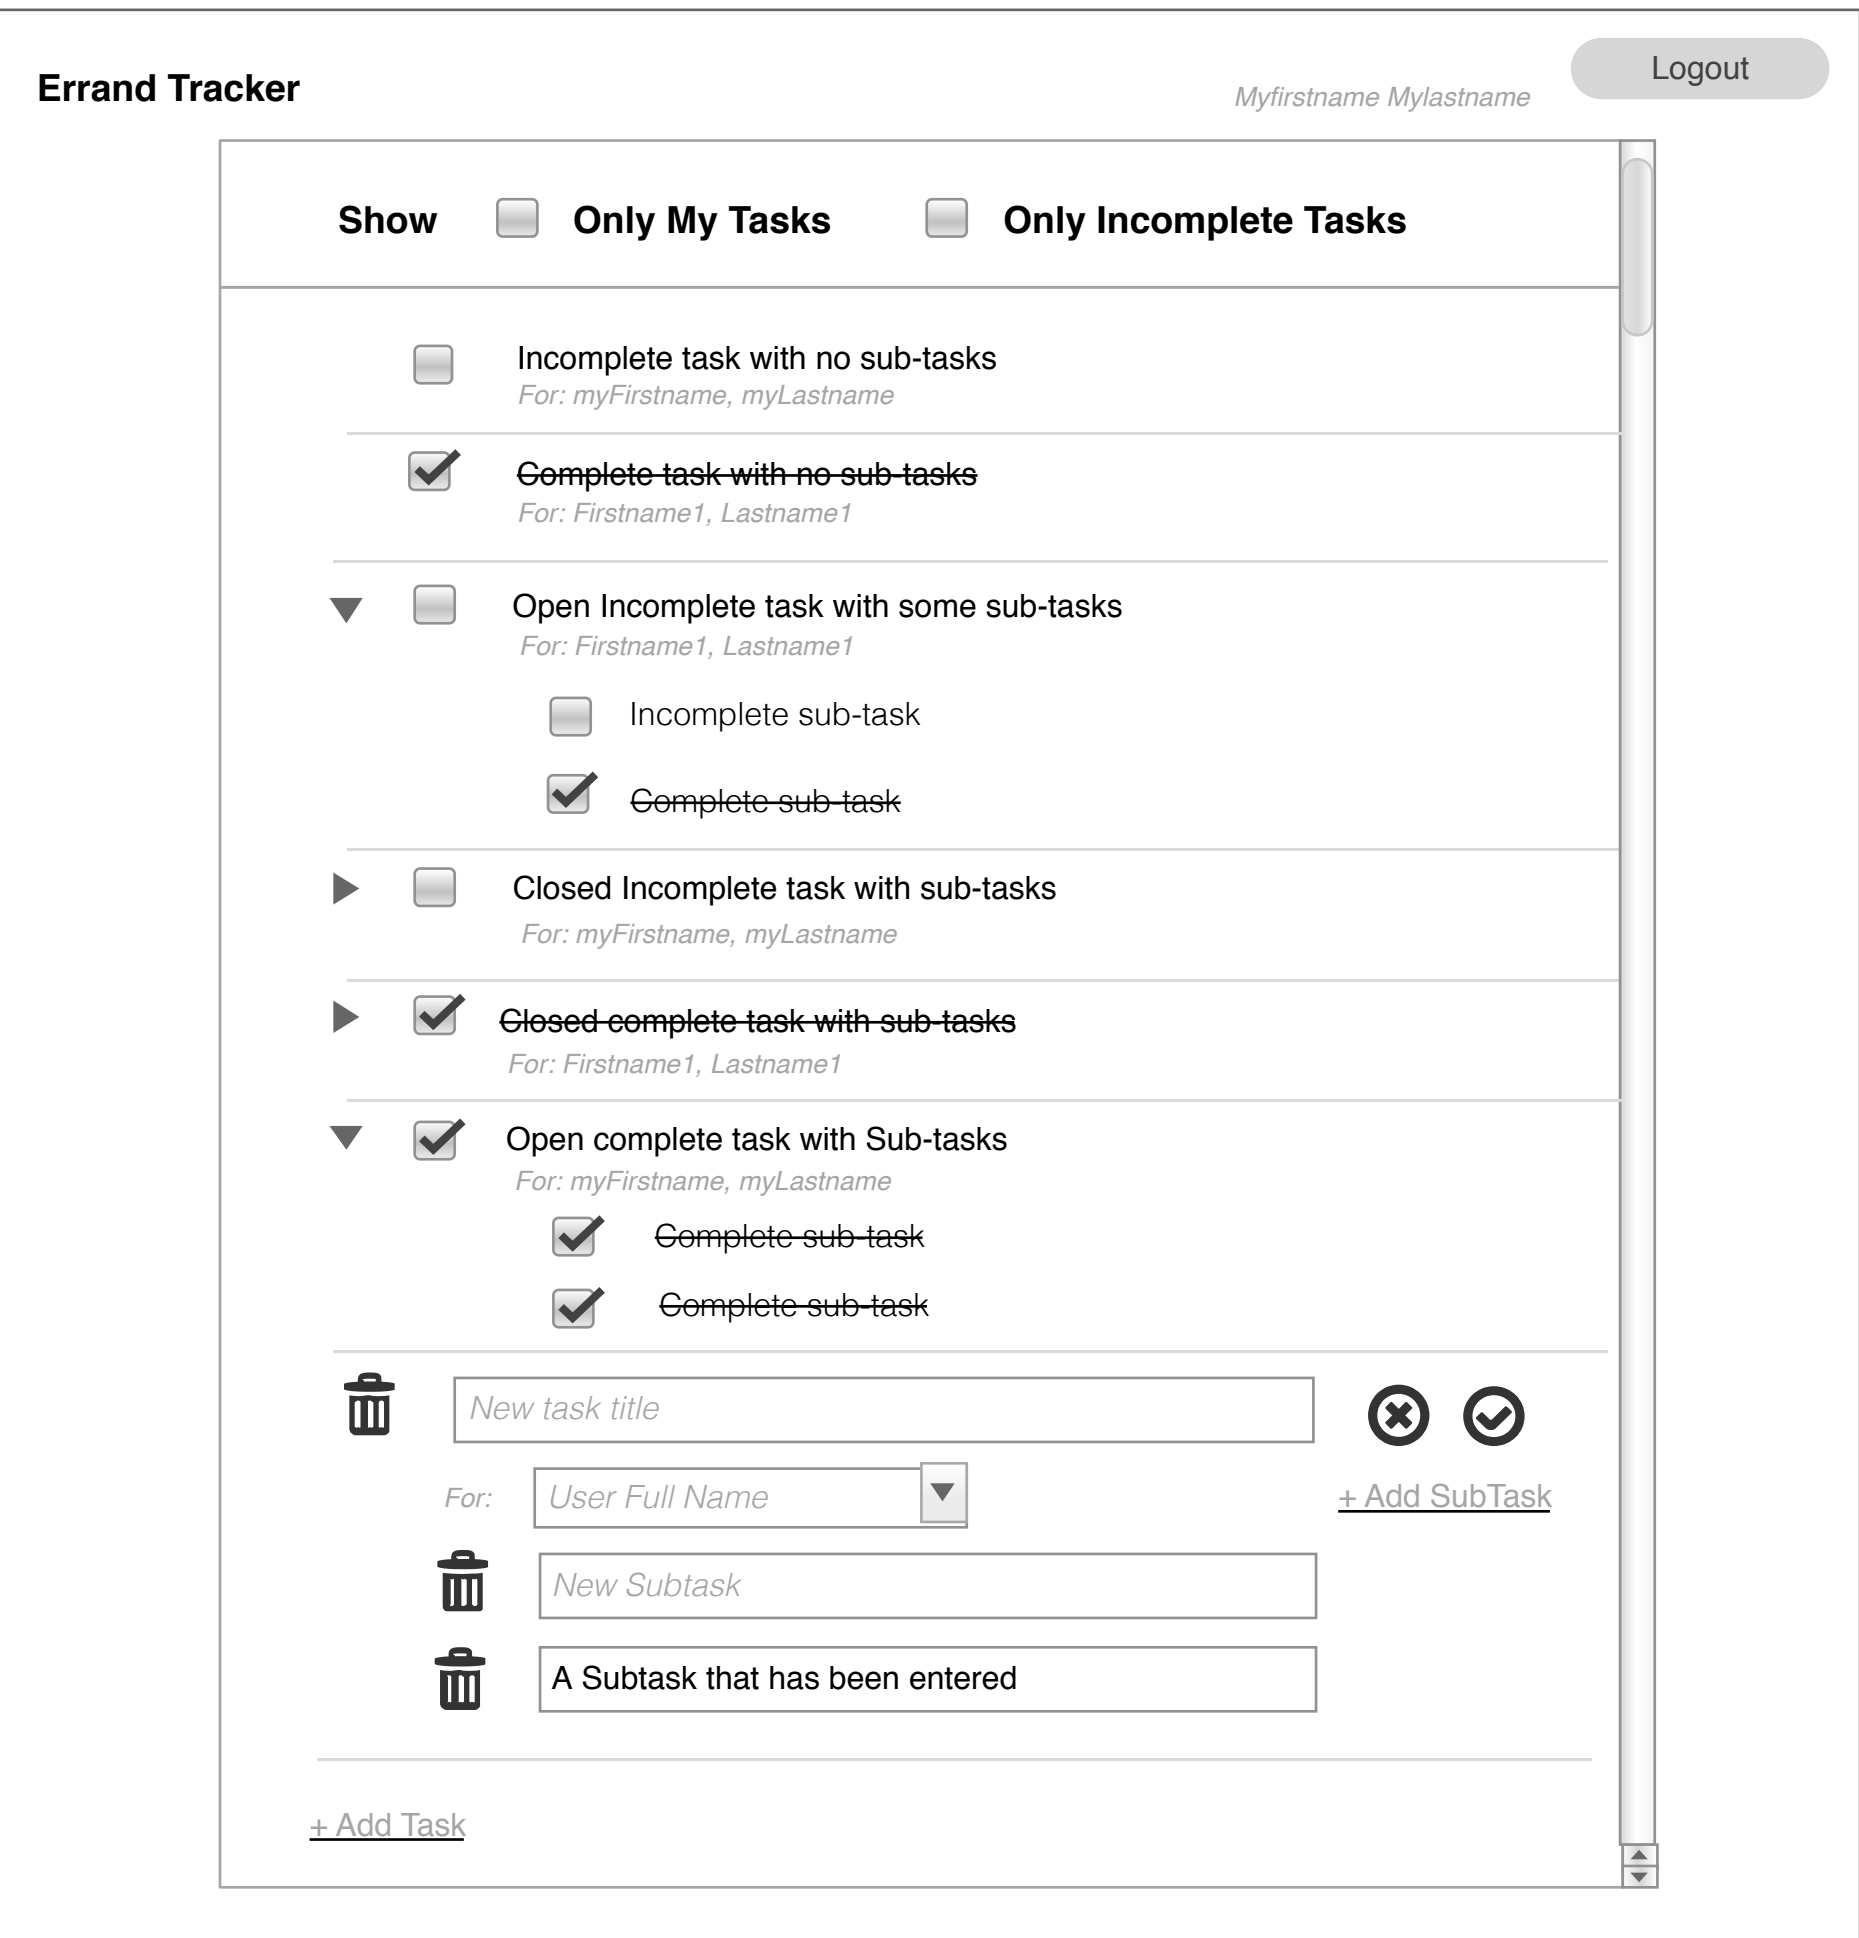 Errand Tracker
Myfirstname Mylastname
Logout
Show Only My Tasks Only Incomplete Tasks
Incomplete task with no sub-tasks
For: myFirstname, myLastname
Complete task with no sub-tasks
For: Firstname1, Lastname1
Open Incomplete task with some sub-tasks
For: Firstname1, Lastname1
Incomplete sub-task
Complete sub-task
Closed Incomplete task with sub-tasks
For: myFirstname, myLastname
Closed complete task with sub-tasks
For: Firstname1, Lastname1
Open complete task with Sub-tasks
For: myFirstname, myLastname
Complete sub-task
Complete sub-task
New task title
For: User Full Name
+ Add SubTask
New Subtask
A Subtask that has been entered
+ Add Task